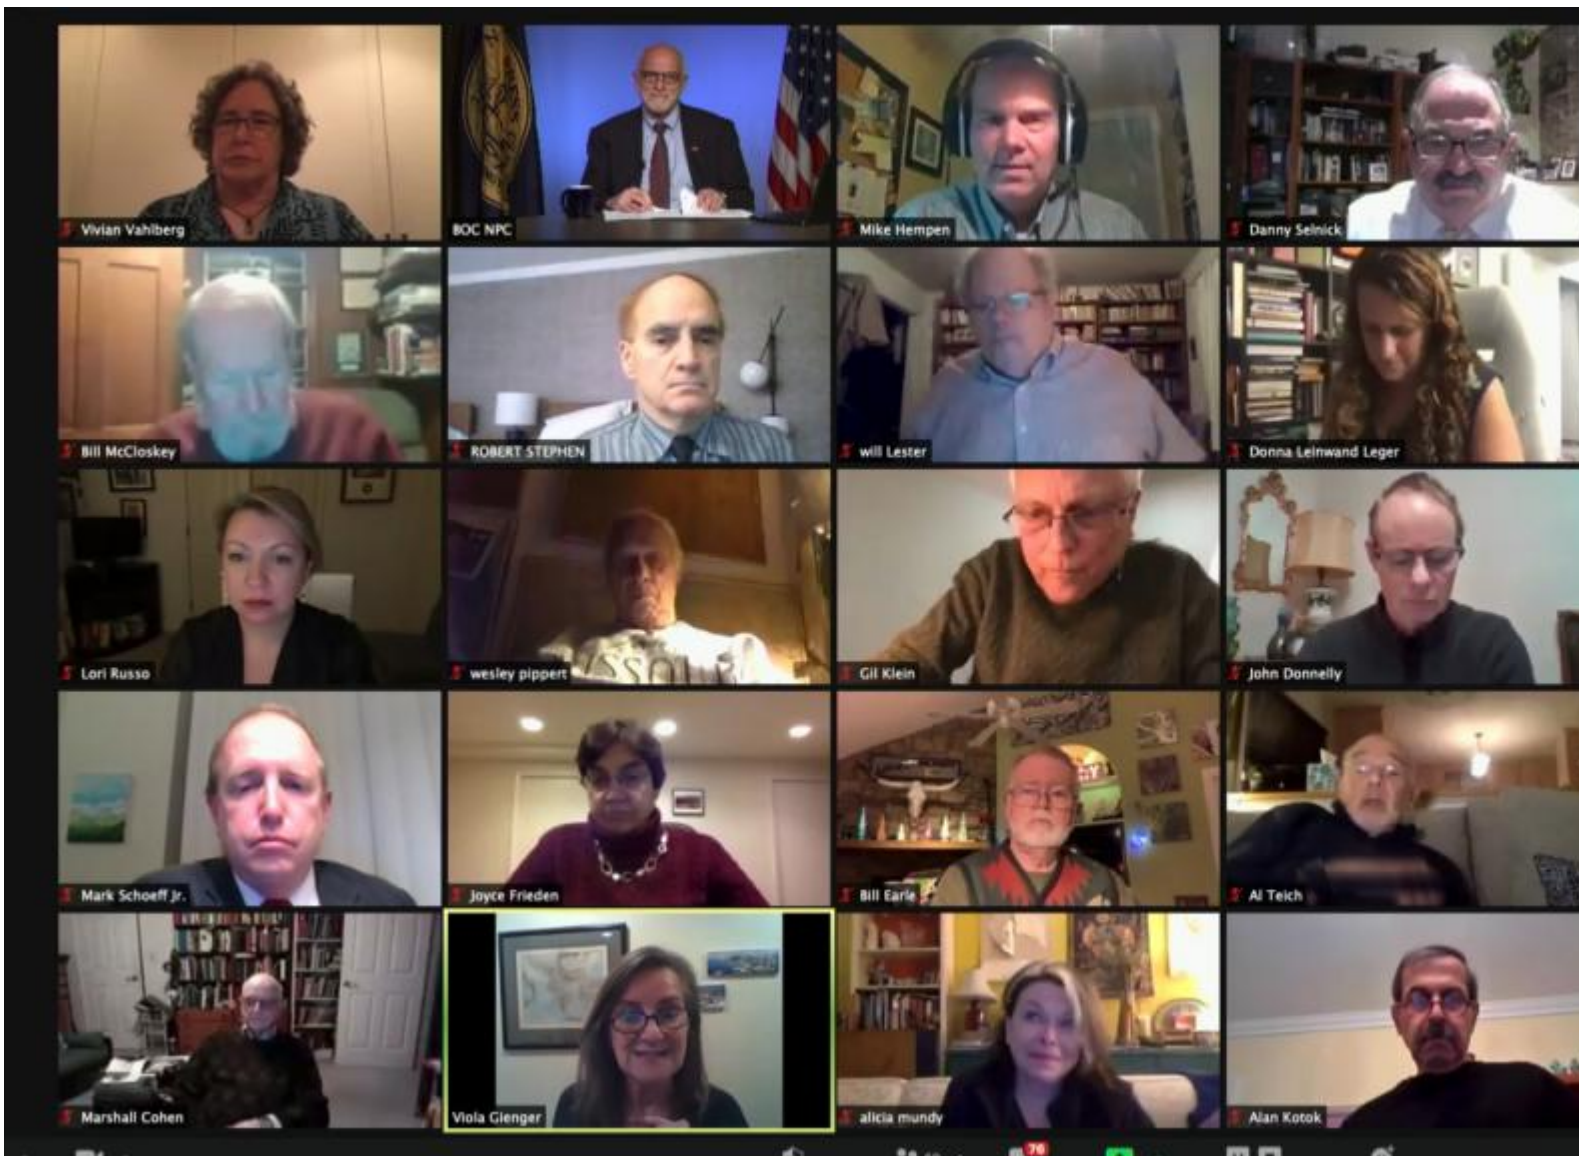 Vivian Vahlberg
BOC NPC
Mike Hempen
Danny Selnick
Bill McCloskey
ROBERT STEPHEN
will Lester
Donna Leinwand Leger
Lori Russo
wesley pippert
Gil Klein
John Donnelly
Mark Schoeff Jr.
Joyce Frieden
Bill Earle
Al Teich
Marshall Cohen
Viola Gienger
alicia mundy
Alan Kotok
76